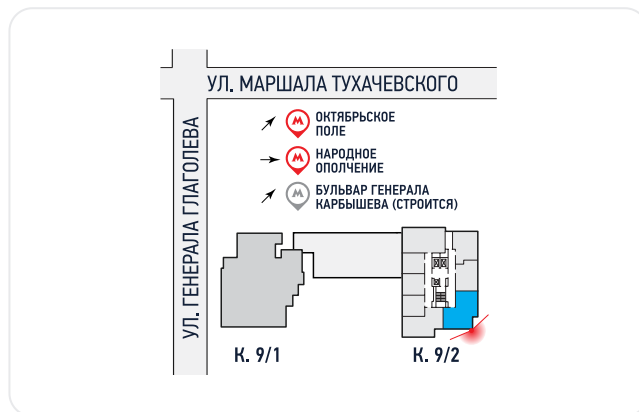 УЛ. МАРШАЛА ТУХАЧЕВСКОГО
УЛ. ГЕНЕРАЛА ГЛАГОЛЕВА
М ОКТЯБРЬСКОЕ
ПОЛЕ
М НАРОДНОЕ
ОПОЛЧЕНИЕ
М БУЛЬВАР ГЕНЕРАЛА
КАРБЫШЕВА (СТРОИТСЯ)
К. 9/1
К. 9/2